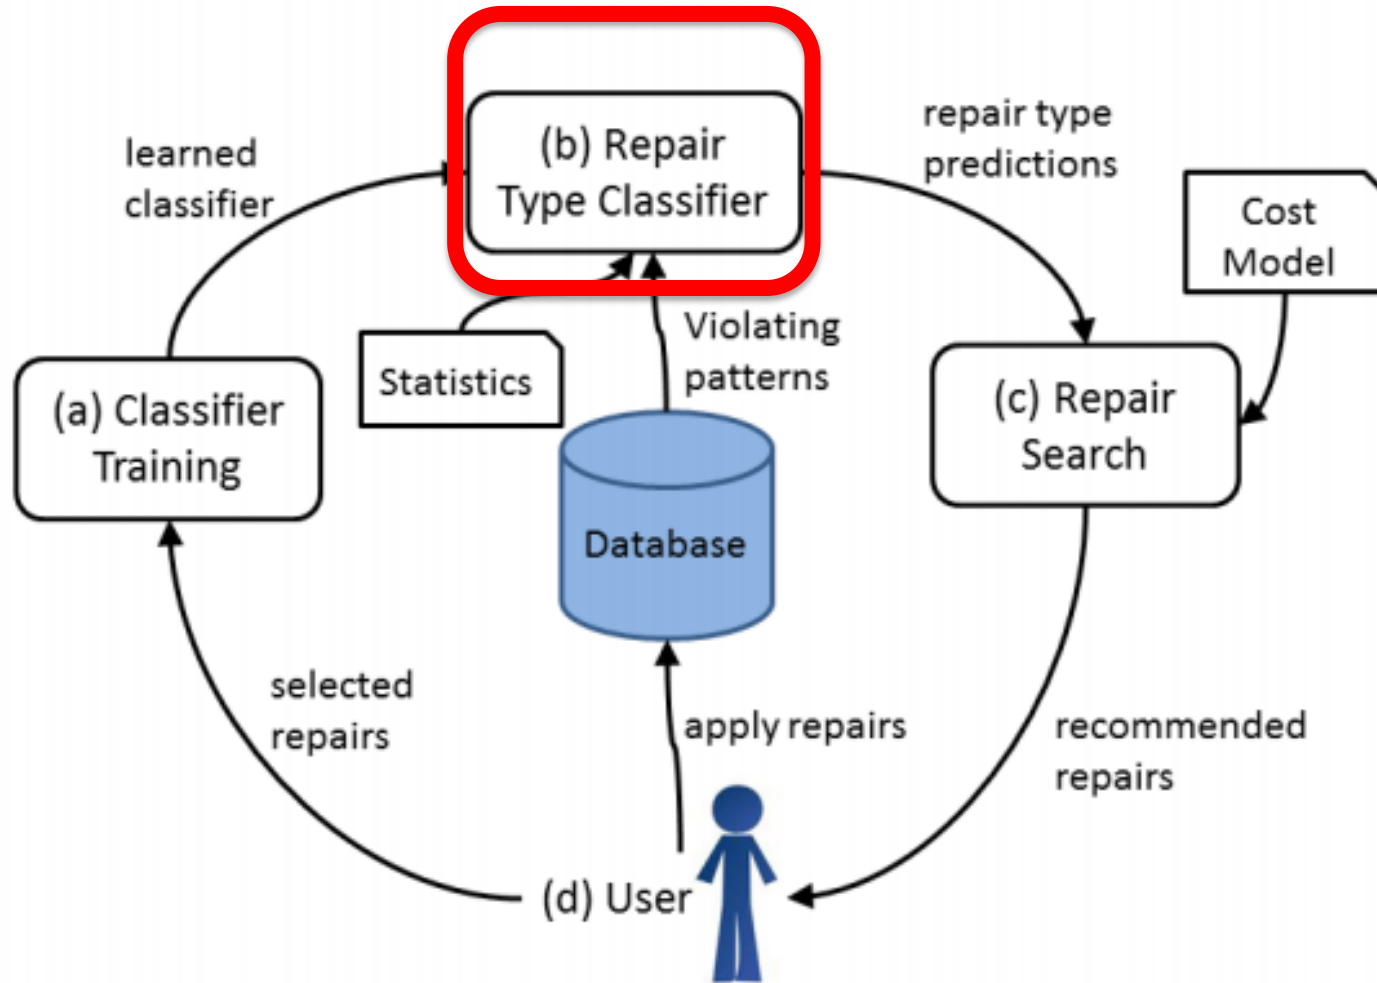 (b) Repair
Type Classifier
learned
classifier
repair type
predictions
Cost
Model
Statistics
Violating
patterns
(a) Classifier
Training
(c) Repair
Search
Database
selected
repairs
apply repairs
recommended
repairs
(d) User